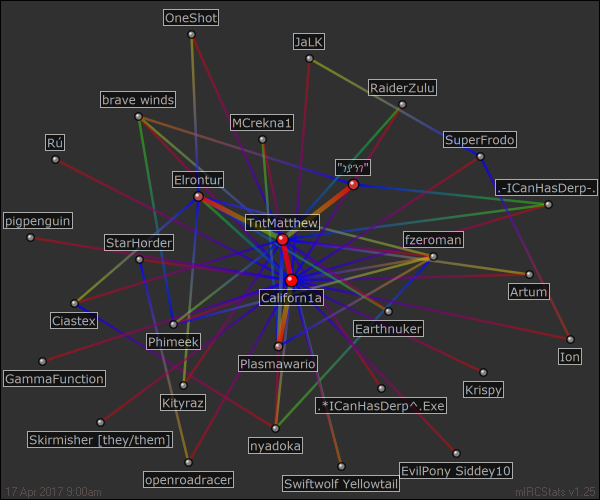 OneShot
JaLK
RaiderZulu
brave winds
MCrekna1
SuperFrodo
Rú
Elrontur
.-ICanHasDerp-.
TntMatthew
pigpenguin
StarHorder
fzeroman
Californ1a
Artum
Ciastex
Phimeek
Earthnuker
Plasmawario
Ion
GammaFunction
Krispy
Kityraz
.*ICanHasDerp^.Exe
Skirmisher [they/them]
nyadoka
EvilPony Siddey10
openroadracer
Swiftwolf Yellowtail
17 Apr 2017 9:00am
mIRCStats v1.25